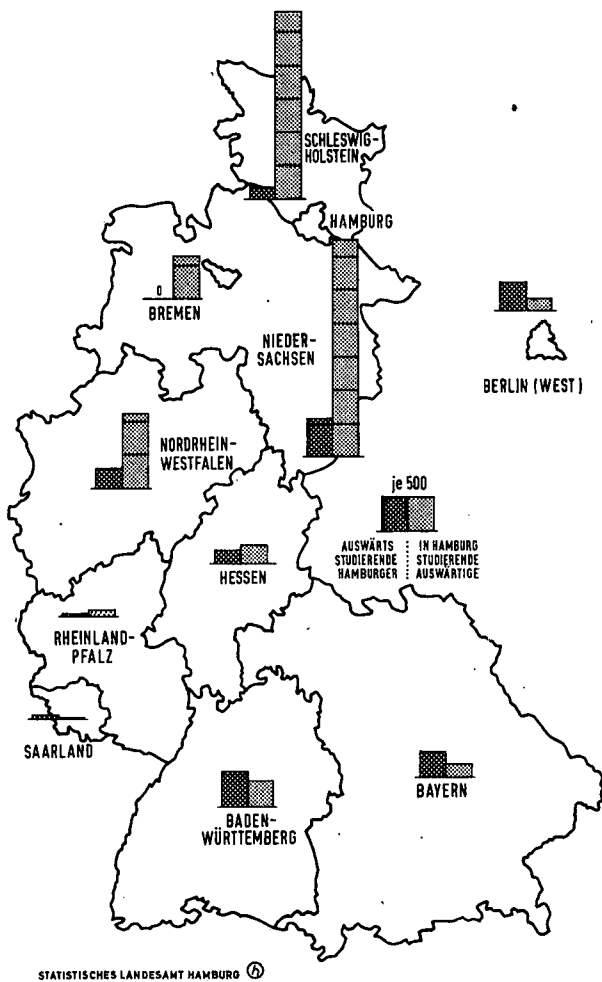 SCHLESWIG-
HOLSTEIN
HAMBURG
0
BREMEN
NIEDER-
SACHSEN
BERLIN (WEST)
NORDRHEIN-
WESTFALEN
je 500
AUSWÄRTS
STUDIERENDE
HAMBURGER
IN HAMBURG
STUDIERENDE
AUSWÄRTIGE
HESSEN
RHEINLAND-
PFALZ
SAARLAND
BAYERN
BADEN-
WÜRTTEMBERG
STATISTISCHES LANDESAMT HAMBURG h